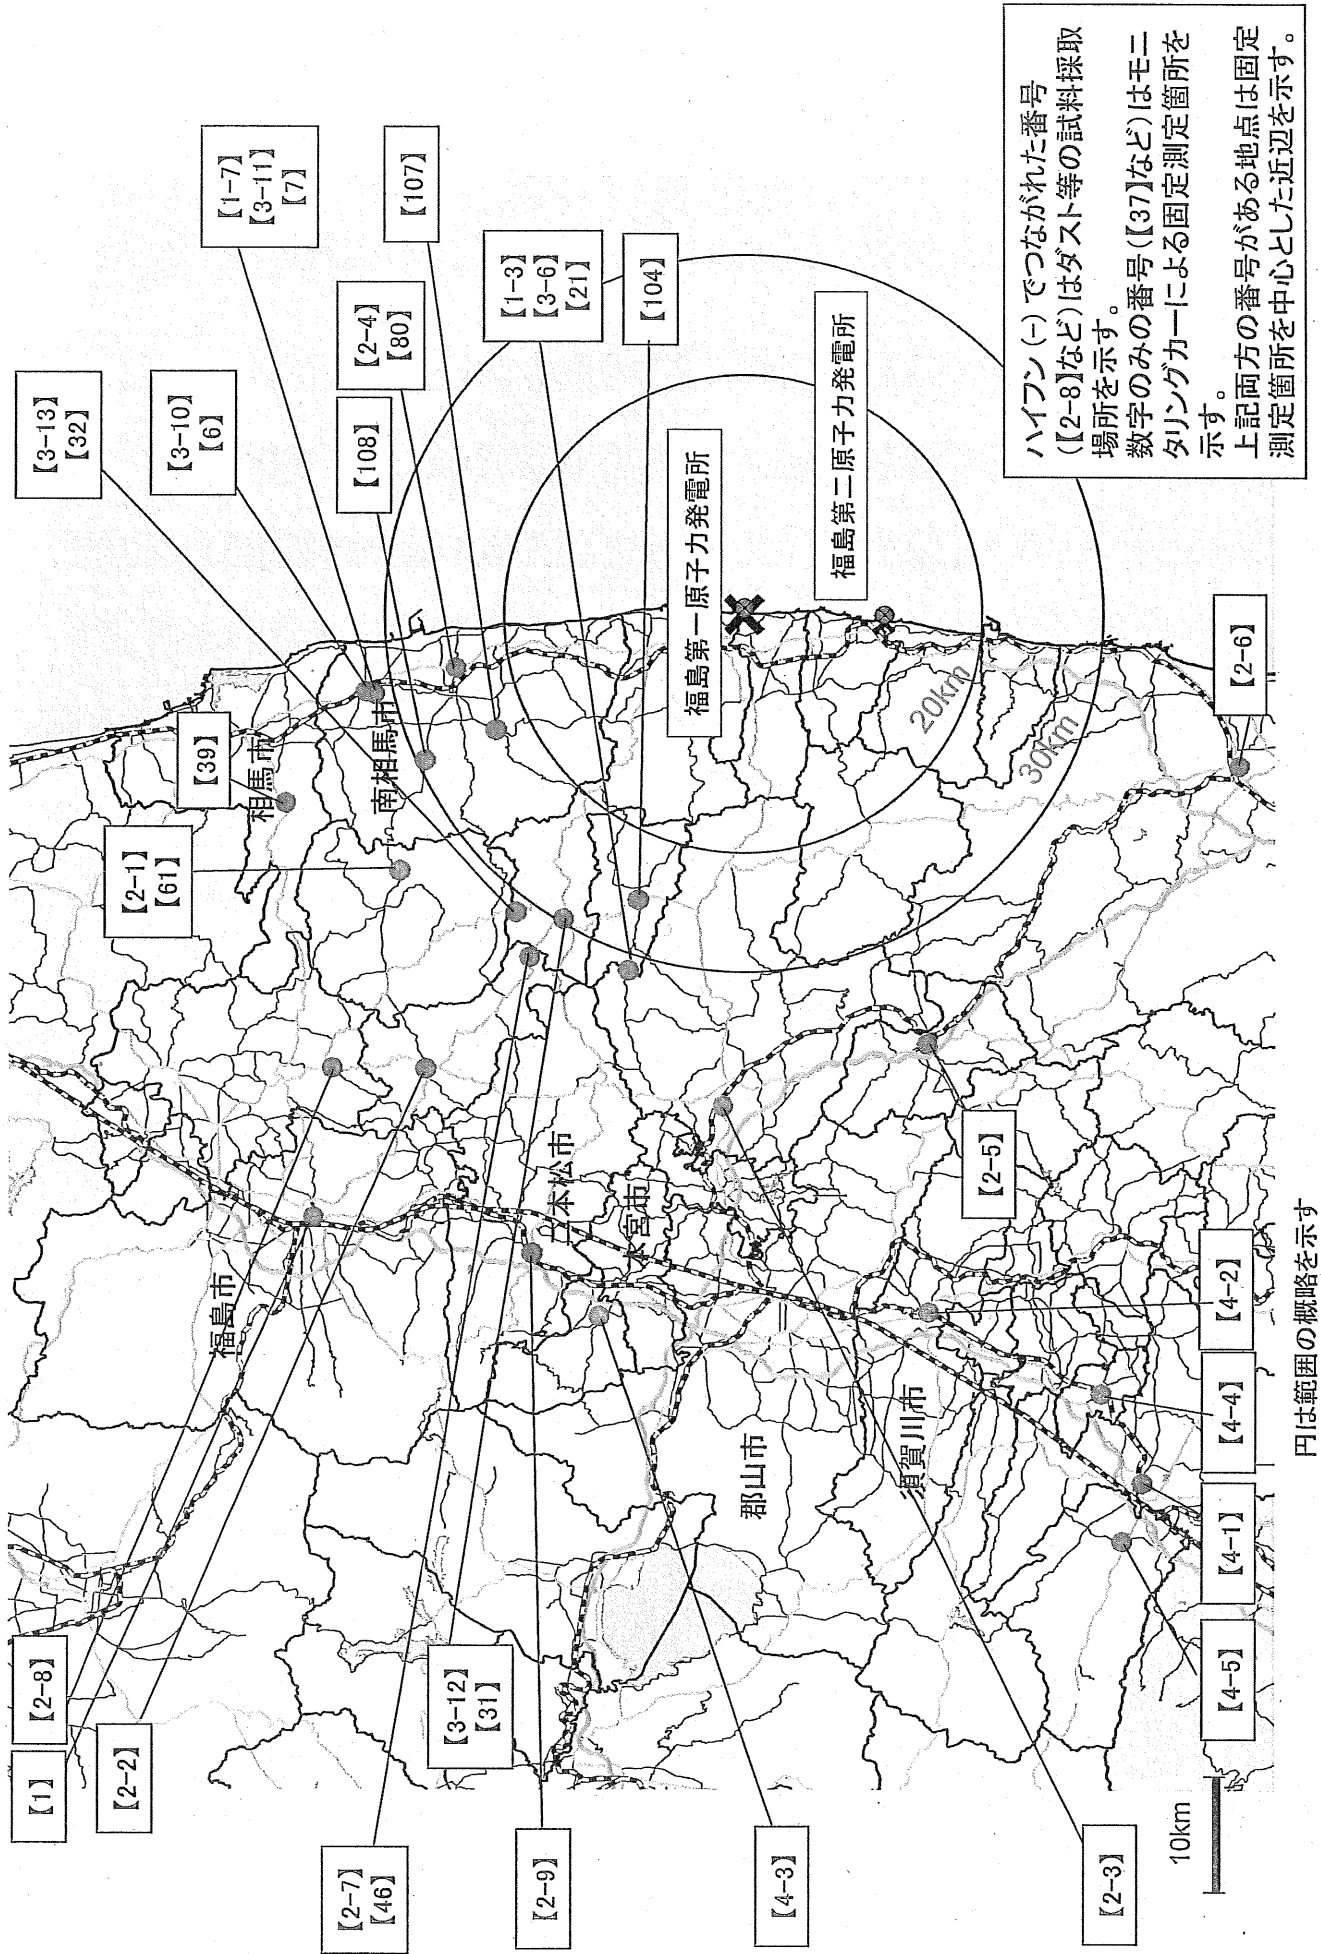 【1】
【2-8】
【2-2】
【3-13】
【32】
【3-10】
【6】
【1-7】
【3-11】
【7】
【39】
【2-1】
【61】
相馬市
南相馬市
福島市
【108】
【2-4】
【80】
【107】
【2-7】
【46】
【3-12】
【31】
【1-3】
【3-6】
【21】
【2-9】
二本松市
本宮市
【104】
福島第一原子力発電所
【4-3】
郡山市
福島第二原子力発電所
須賀川市
20km
30km
【2-5】
【2-3】
【2-6】
【4-5】
【4-1】
【4-4】
【4-2】
10km
ハイフン(-)でつながれた番号
(【2-8】など)はダスト等の試料採取
場所を示す。
数字のみの番号(【37】など)はモニ
タリングカーによる固定測定箇所を
示す。
上記両方の番号がある地点は固定
測定箇所を中心とした近辺を示す。
円は範囲の概略を示す